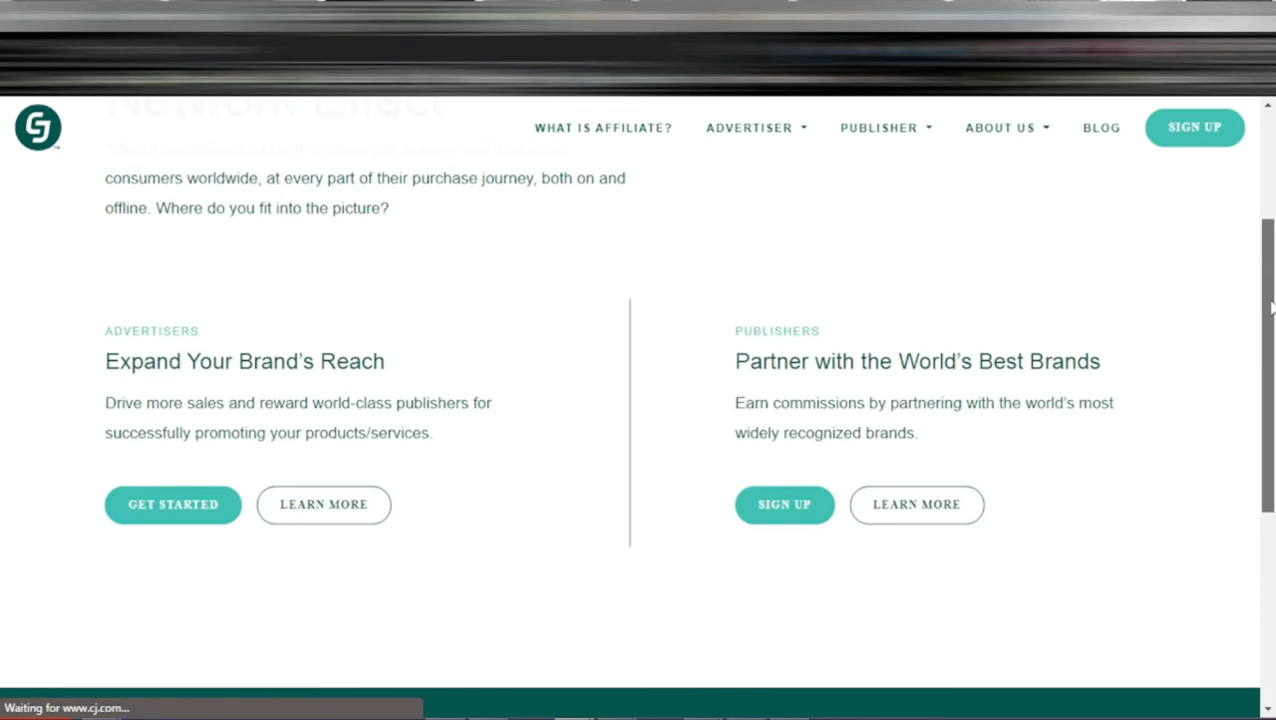 Network Effect
WHAT IS AFFILIATE? ADVERTISER PUBLISHER ABOUT US BLOG SIGN UP
consumers worldwide, at every part of their purchase journey, both on and
offline. Where do you fit into the picture?
ADVERTISERS
Expand Your Brand's Reach
Drive more sales and reward world-class publishers for
successfully promoting your products/services.
GET STARTED LEARN MORE
PUBLISHERS
Partner with the World's Best Brands
Earn commissions by partnering with the world's most
widely recognized brands.
SIGN UP LEARN MORE
Waiting for www.cj.com...